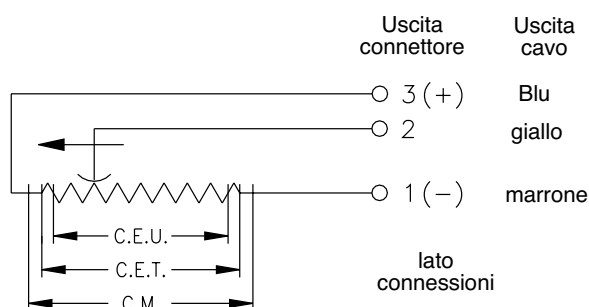 Uscita connettore
Uscita cavo
3 (+) Blu
2 giallo
1 (−) marrone
C.E.U.
C.E.T.
C.M.
lato connessioni